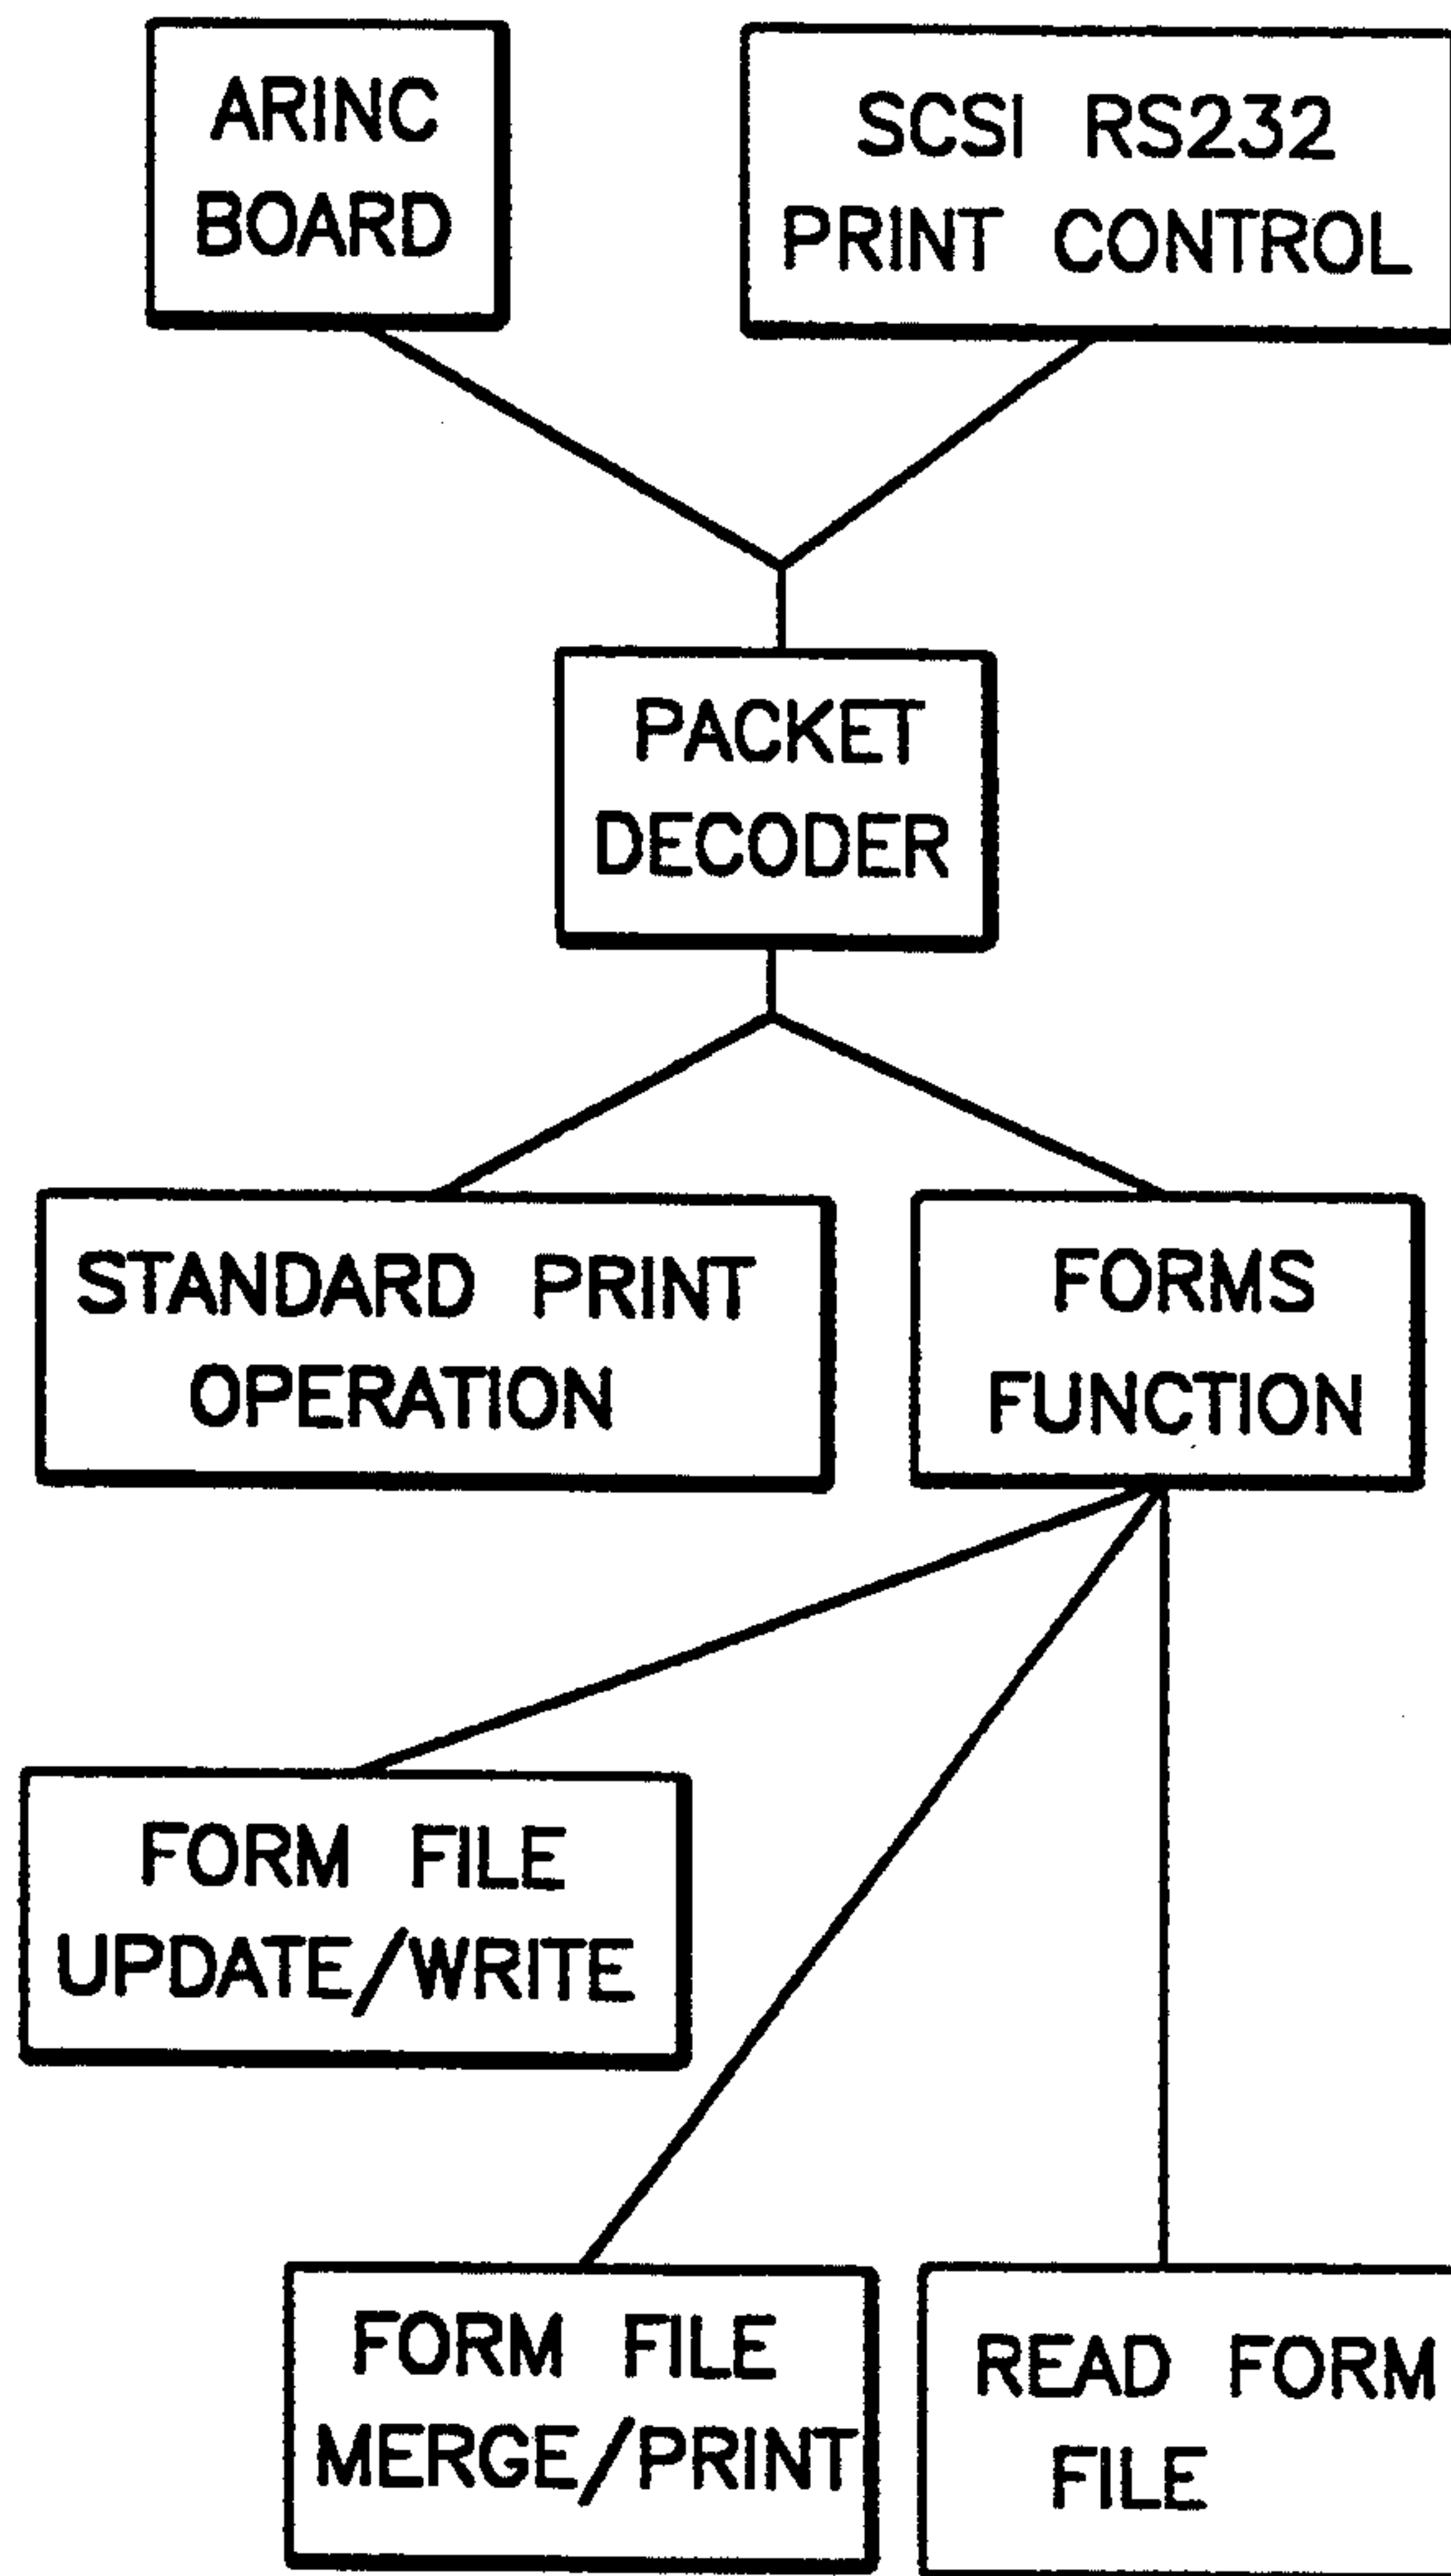 ARINC
BOARD
SCSI RS232
PRINT CONTROL
PACKET
DECODER
STANDARD PRINT
OPERATION
FORMS
FUNCTION
FORM FILE
UPDATE/WRITE
FORM FILE
MERGE/PRINT
READ FORM
FILE